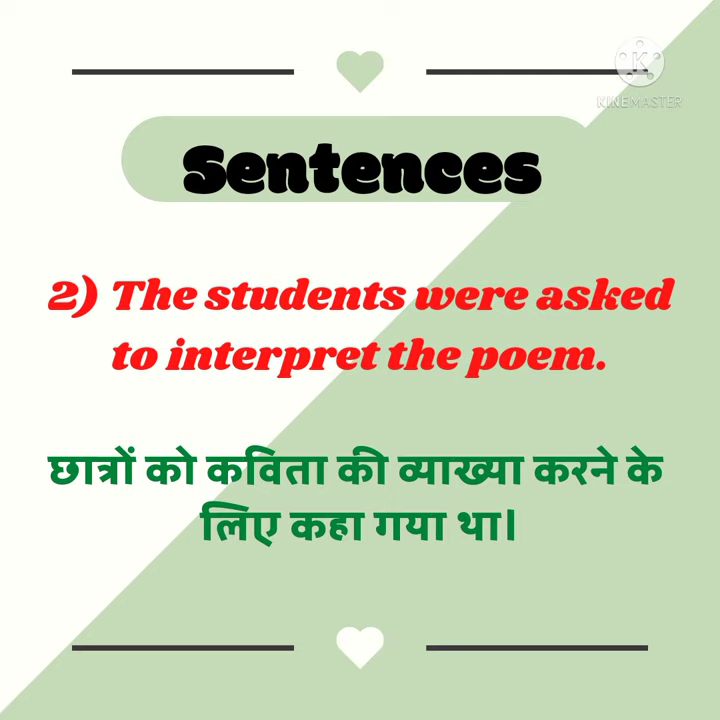 K
KINEMASTER
Sentences
2) The students were asked
to interpret the poem.
छात्रों को कविता की व्याख्या करने के
लिए कहा गया था।